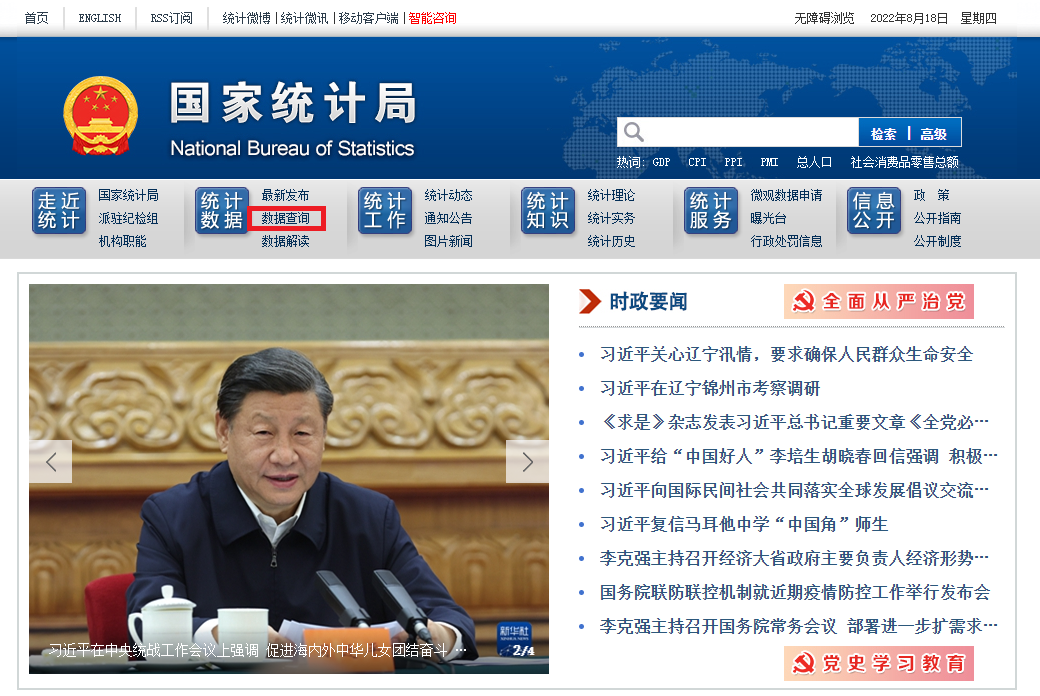 首页 ENGLISH RSS订阅 统计微博 | 统计微讯 | 移动客户端 | 智能咨询 无障碍浏览 2022年8月18日 星期四
国家统计局
National Bureau of Statistics
检索 | 高级
热词: GDP CPI PPI PMI 总人口 社会消费品零售总额
走近统计 国家统计局 派驻纪检组 机构职能
统计数据 最新发布 数据查询 数据解读
统计工作 统计动态 通知公告 图片新闻
统计知识 统计理论 统计实务 统计历史
统计服务 微观数据申请 曝光台 行政处罚信息
信息公开 政 策 公开指南 公开制度
新华社
XINHUA NEWS
习近平在中央统战工作会议上强调 促进海内外中华儿女团结奋斗 … 2/4
时政要闻 全面从严治党
习近平关心辽宁汛情，要求确保人民群众生命安全
习近平在辽宁锦州市考察调研
《求是》杂志发表习近平总书记重要文章《全党必…
习近平给“中国好人”李培生胡晓春回信强调 积极…
习近平向国际民间社会共同落实全球发展倡议交流…
习近平复信马耳他中学“中国角”师生
李克强主持召开经济大省政府主要负责人经济形势…
国务院联防联控机制就近期疫情防控工作举行发布会
李克强主持召开国务院常务会议 部署进一步扩需求…
党史学习教育